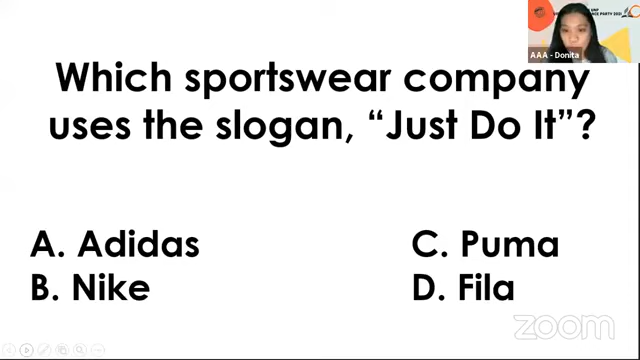 AAA - Donita
Which sportswear company
uses the slogan, “Just Do It”?
A. Adidas
B. Nike
C. Puma
D. Fila
zoom